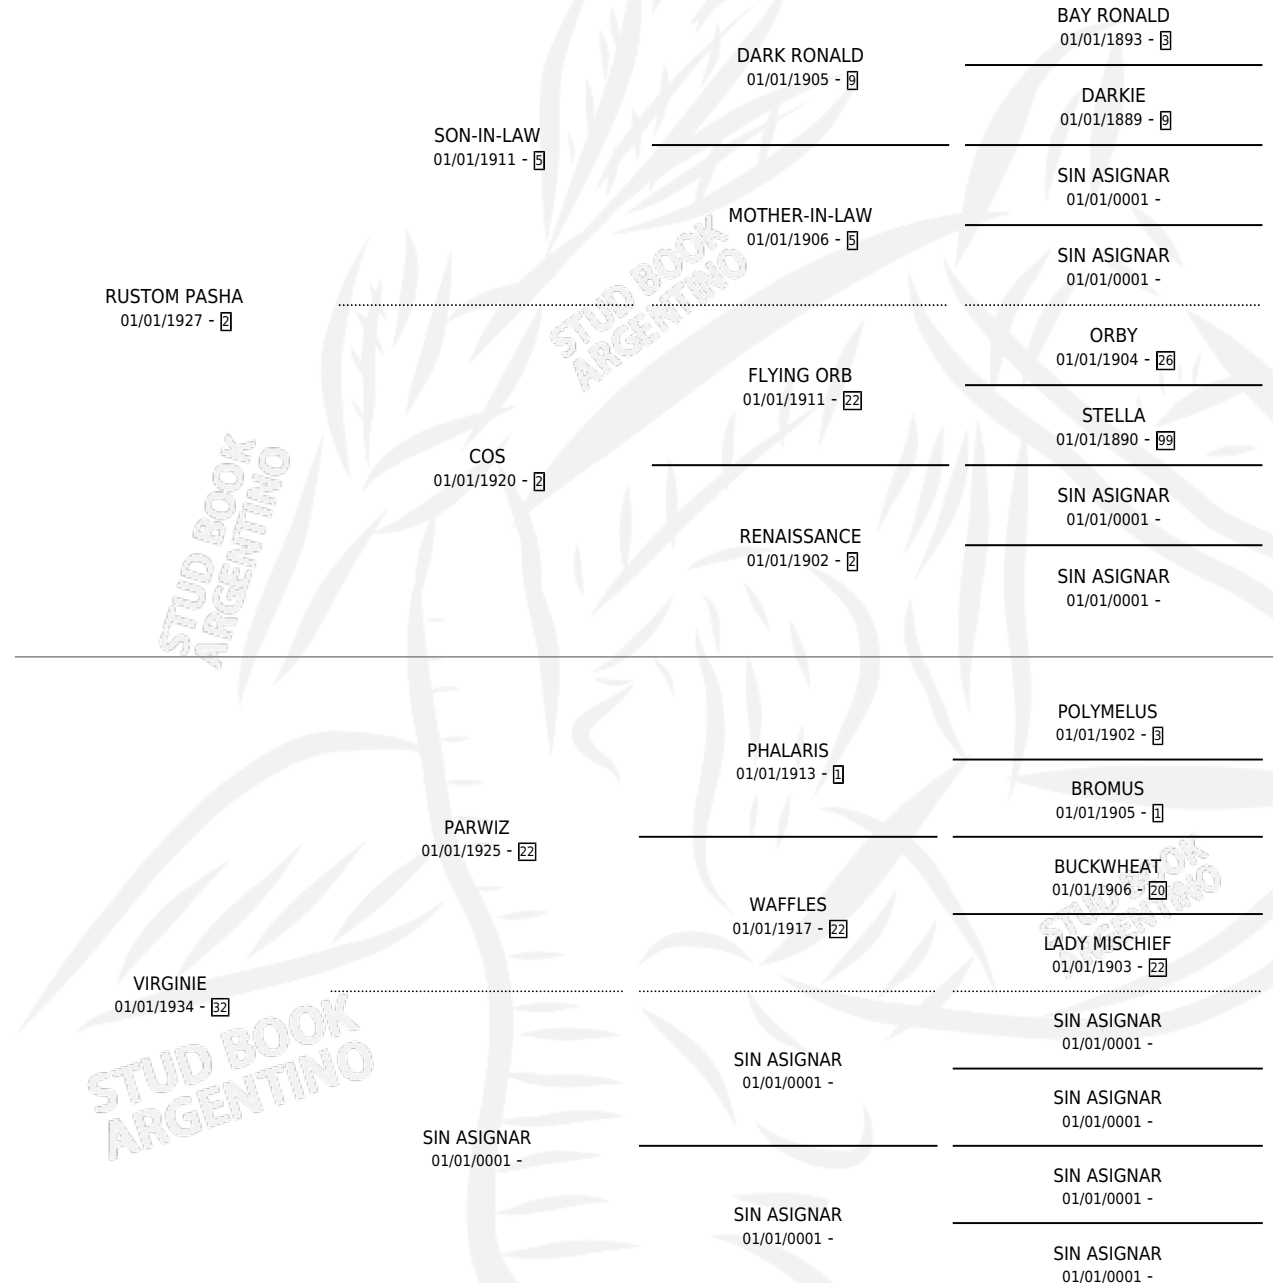 BAY RONALD
01/01/1893 - 3
DARK RONALD
01/01/1905 - 9
DARKIE
01/01/1889 - 9
SON-IN-LAW
01/01/1911 - 5
SIN ASIGNAR
01/01/0001 -
MOTHER-IN-LAW
01/01/1906 - 5
SIN ASIGNAR
01/01/0001 -
RUSTOM PASHA
01/01/1927 - 2
STUD BOOK
ARGENTINO
ORBY
01/01/1904 - 26
FLYING ORB
01/01/1911 - 22
STELLA
01/01/1890 - 99
COS
01/01/1920 - 2
SIN ASIGNAR
01/01/0001 -
RENAISSANCE
01/01/1902 - 2
SIN ASIGNAR
01/01/0001 -
STUD BOOK
ARGENTINO
POLYMELUS
01/01/1902 - 3
PHALARIS
01/01/1913 - 1
BROMUS
01/01/1905 - 1
PARWIZ
01/01/1925 - 22
BUCKWHEAT
01/01/1906 - 20
WAFFLES
01/01/1917 - 22
LADY MISCHIEF
01/01/1903 - 22
STUD BOOK
ARGENTINO
VIRGINIE
01/01/1934 - 32
SIN ASIGNAR
01/01/0001 -
SIN ASIGNAR
01/01/0001 -
STUD BOOK
ARGENTINO
SIN ASIGNAR
01/01/0001 -
SIN ASIGNAR
01/01/0001 -
SIN ASIGNAR
01/01/0001 -
SIN ASIGNAR
01/01/0001 -
SIN ASIGNAR
01/01/0001 -